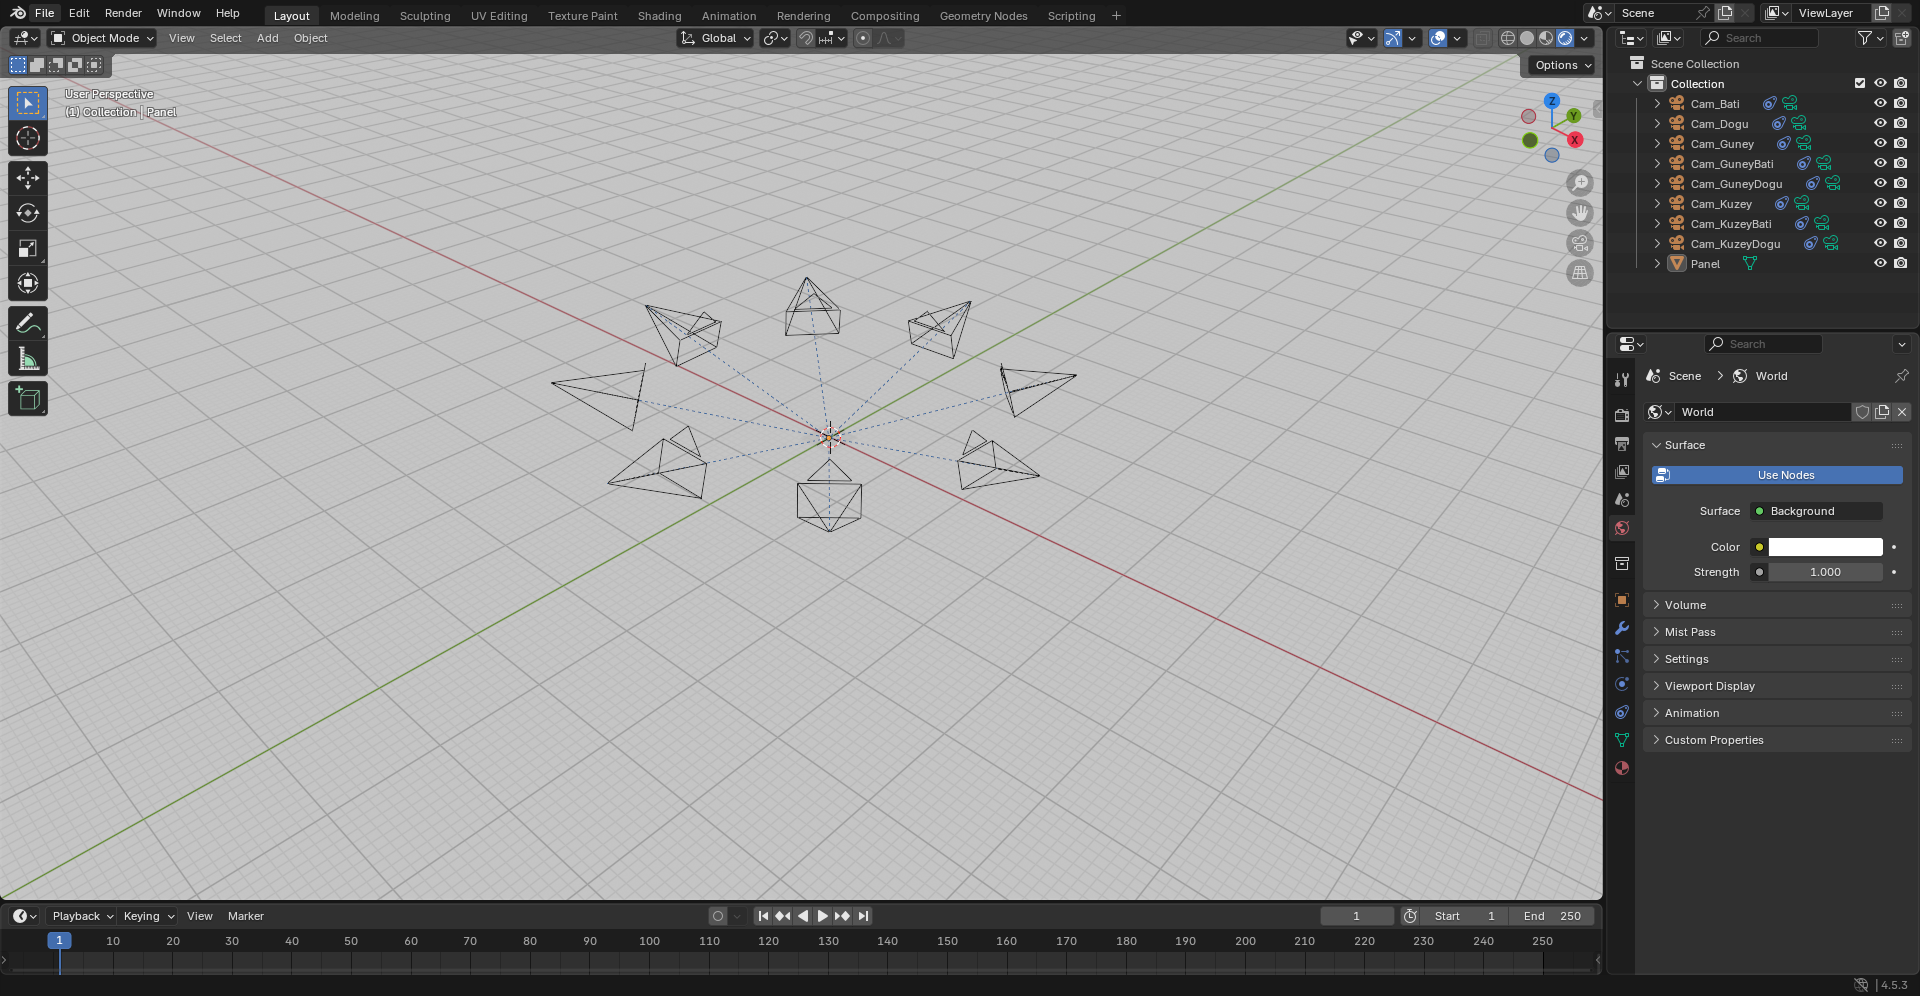 File Edit Render Window Help Layout Modeling Sculpting UV Editing Texture Paint Shading Animation Rendering Compositing Geometry Nodes Scripting + Scene ViewLayer
Object Mode View Select Add Object Global Search
Options
User Perspective
(1) Collection | Panel
Z
Y
X
Scene Collection
Collection
Cam_Bati
Cam_Dogu
Cam_Guney
Cam_GuneyBati
Cam_GuneyDogu
Cam_Kuzey
Cam_KuzeyBati
Cam_KuzeyDogu
Panel
Search
Scene World
World
Surface
Use Nodes
Surface Background
Color
Strength 1.000
Volume
Mist Pass
Settings
Viewport Display
Animation
Custom Properties
Playback Keying View Marker 1 Start 1 End 250
1 10 20 30 40 50 60 70 80 90 100 110 120 130 140 150 160 170 180 190 200 210 220 230 240 250
4.5.3